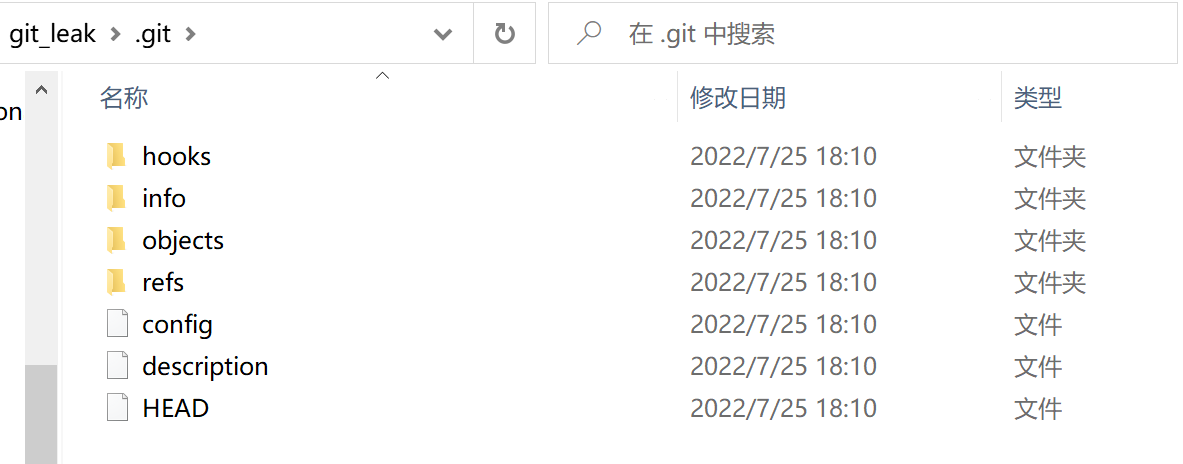 git_leak > .git >
在 .git 中搜索
on
名称 修改日期 类型
hooks 2022/7/25 18:10 文件夹
info 2022/7/25 18:10 文件夹
objects 2022/7/25 18:10 文件夹
refs 2022/7/25 18:10 文件夹
config 2022/7/25 18:10 文件
description 2022/7/25 18:10 文件
HEAD 2022/7/25 18:10 文件